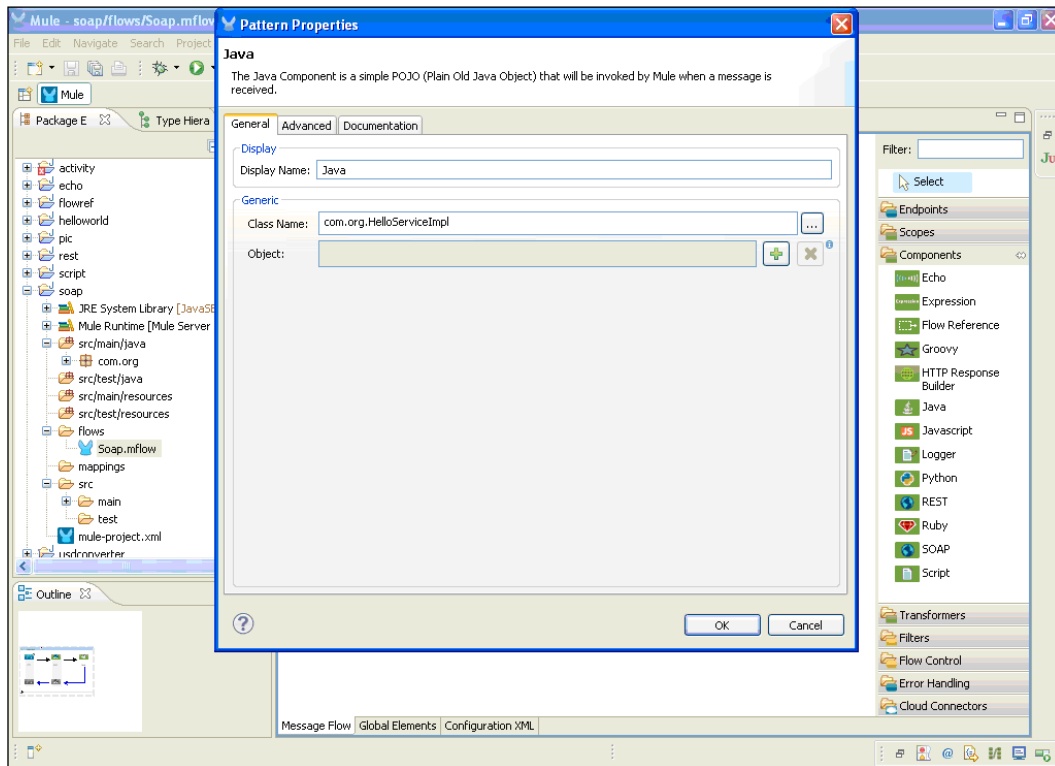 Mule - soap/flows/Soap.mflow
File Edit Navigate Search Project
Mule
Package E
Type Hiera
activity
echo
flowref
helloworld
pic
rest
script
soap
JRE System Library [JavaSE
Mule Runtime [Mule Server
src/main/java
com.org
src/test/java
src/main/resources
src/test/resources
flows
Soap.mflow
mappings
src
main
test
mule-project.xml
usdconverter
Outline
Pattern Properties
Java
The Java Component is a simple POJO (Plain Old Java Object) that will be invoked by Mule when a message is
received.
General Advanced Documentation
Display
Display Name: Java
Generic
Class Name: com.org.HelloServiceImpl ...
Object:
OK Cancel
Message Flow Global Elements Configuration XML
Filter:
Select
Endpoints
Scopes
Components
Echo
Expression
Flow Reference
Groovy
HTTP Response
Builder
Java
JS Javascript
Logger
Python
REST
Ruby
SOAP
Script
Transformers
Filters
Flow Control
Error Handling
Cloud Connectors
Ju